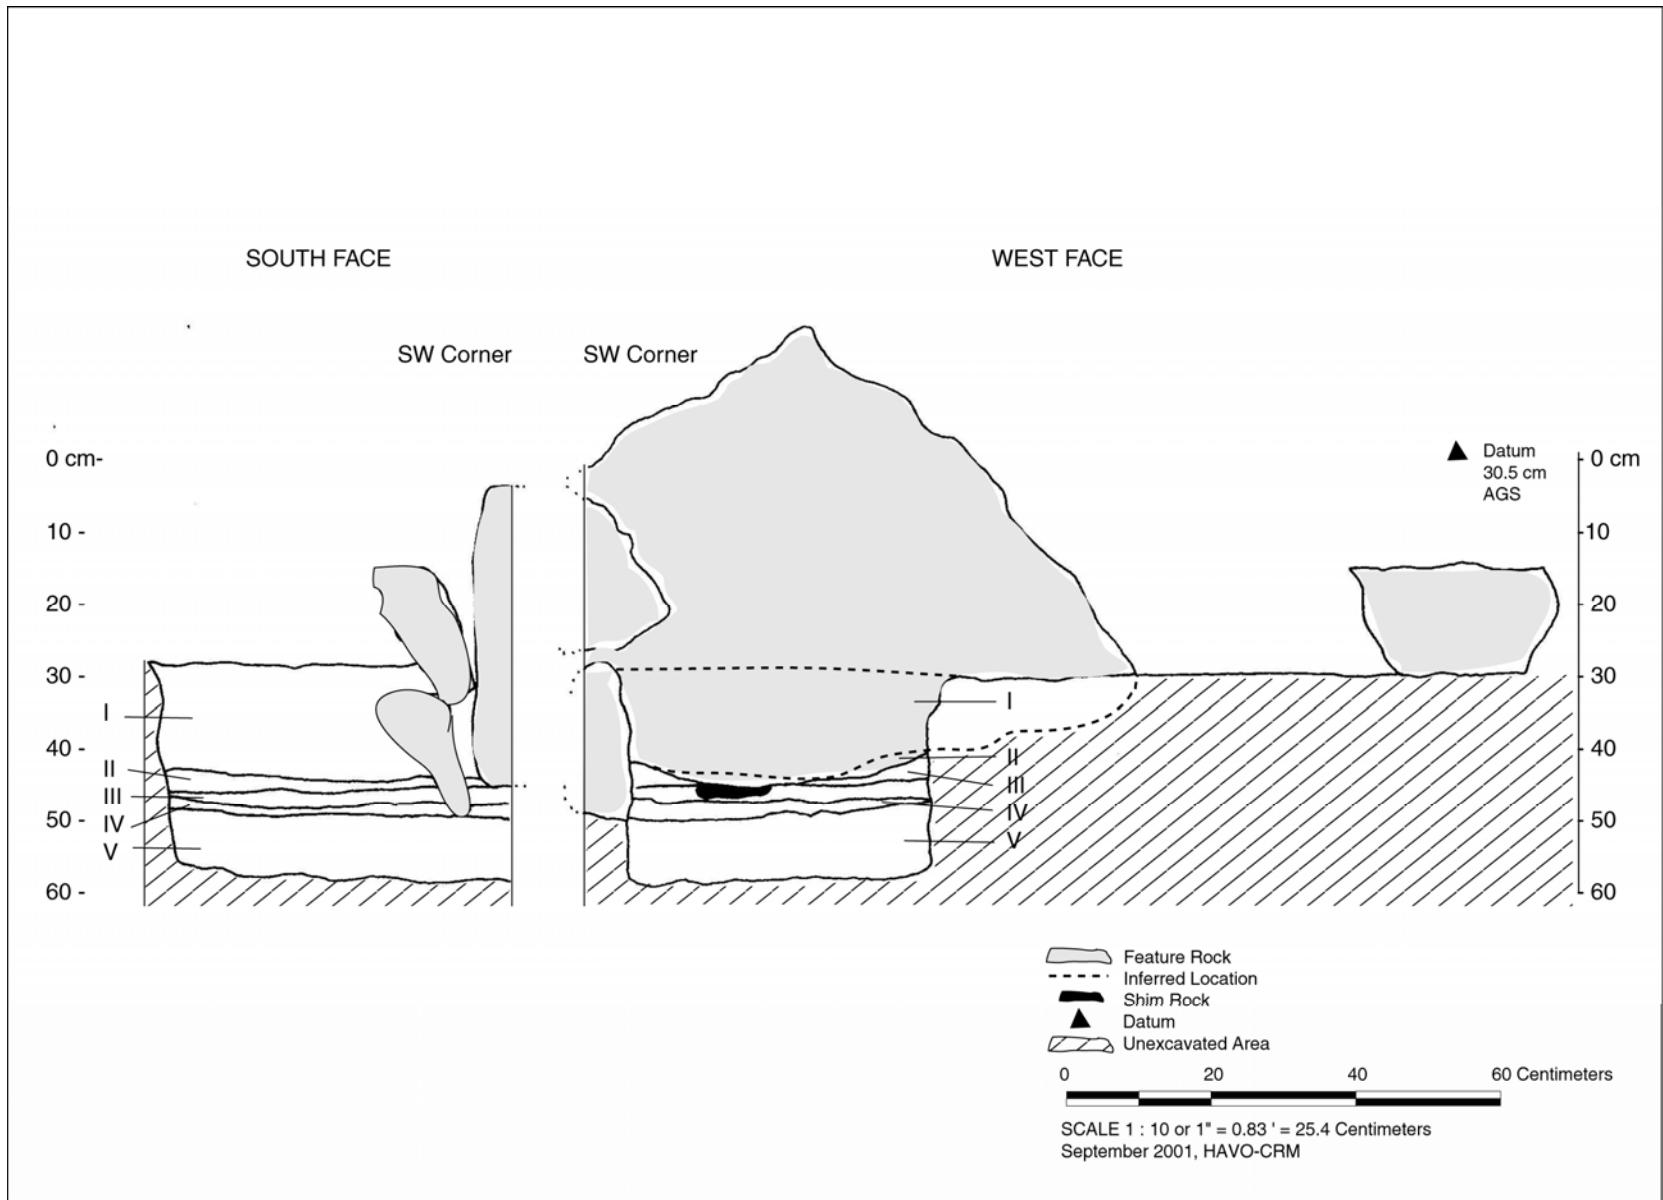 SOUTH FACE
WEST FACE
SW Corner
SW Corner
0 cm-
10 -
20 -
30 -
40 -
50 -
60 -
I
II
III
IV
V
I
II
III
IV
V
0 cm
10
20
30
40
50
60
Datum
30.5 cm
AGS
Feature Rock
Inferred Location
Shim Rock
Datum
Unexcavated Area
0 20 40 60 Centimeters
SCALE 1 : 10 or 1" = 0.83 ' = 25.4 Centimeters
September 2001, HAVO-CRM